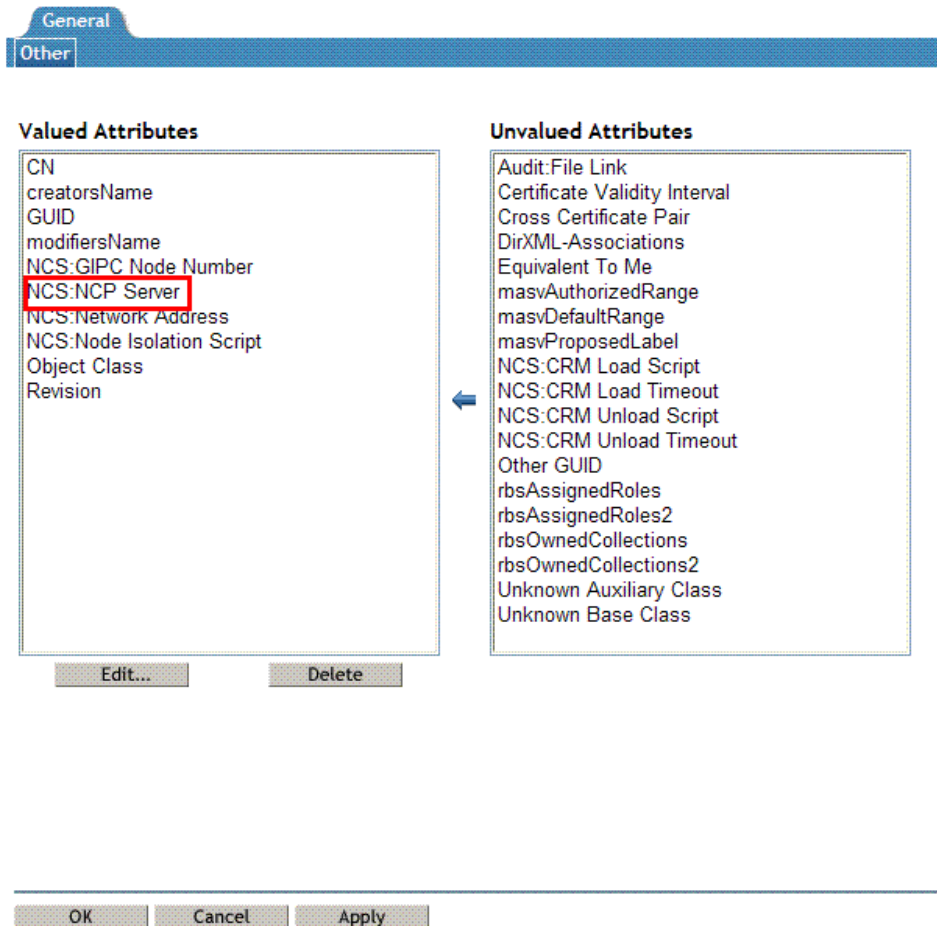 General
Other
Valued Attributes
CN
creatorsName
GUID
modifiersName
NCS:GIPC Node Number
NCS:NCP Server
NCS:Network Address
NCS:Node Isolation Script
Object Class
Revision
Unvalued Attributes
Audit:File Link
Certificate Validity Interval
Cross Certificate Pair
DirXML-Associations
Equivalent To Me
masvAuthorizedRange
masvDefaultRange
masvProposedLabel
NCS:CRM Load Script
NCS:CRM Load Timeout
NCS:CRM Unload Script
NCS:CRM Unload Timeout
Other GUID
rbsAssignedRoles
rbsAssignedRoles2
rbsOwnedCollections
rbsOwnedCollections2
Unknown Auxiliary Class
Unknown Base Class
Edit... Delete
OK Cancel Apply